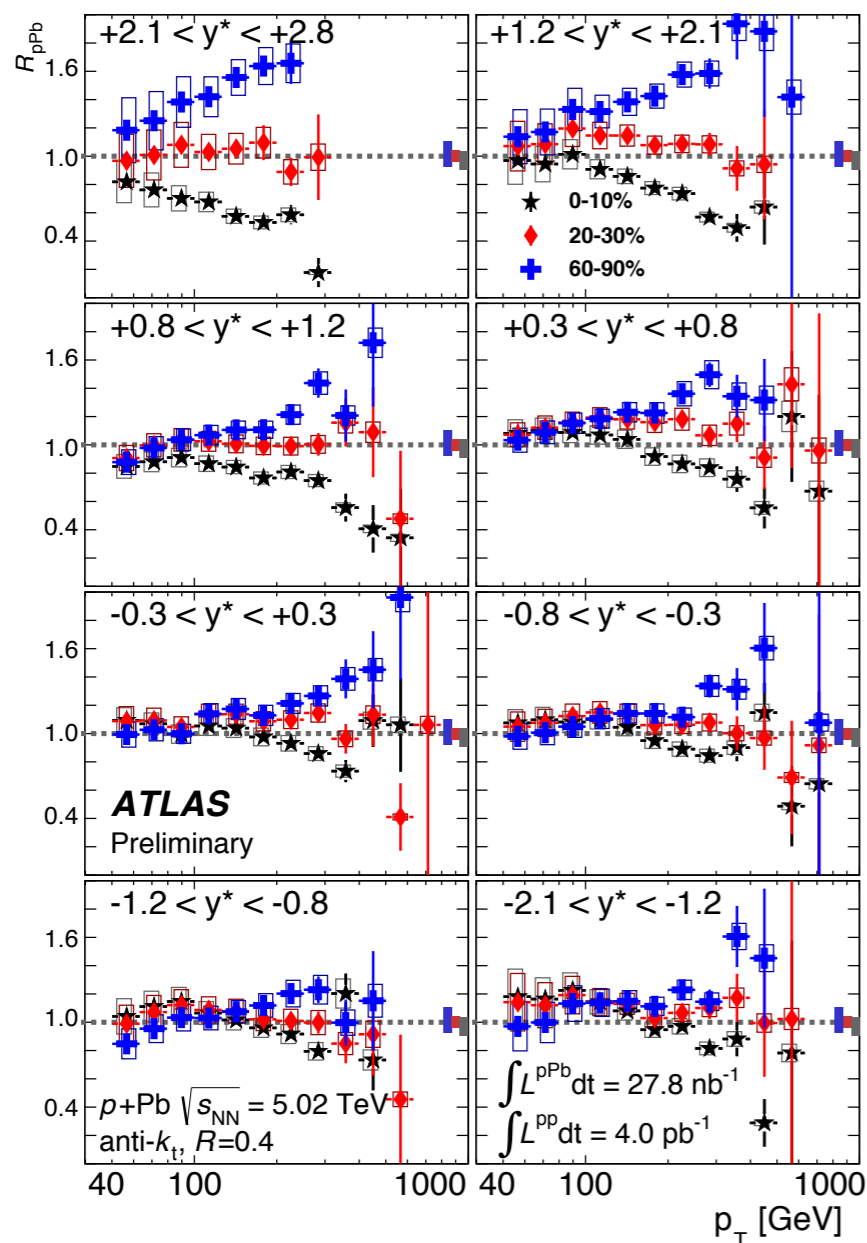 R_pPb
+2.1 < y* < +2.8
+1.2 < y* < +2.1
1.6
1.0
0.4
0-10%
20-30%
60-90%
+0.8 < y* < +1.2
+0.3 < y* < +0.8
1.6
1.0
0.4
-0.3 < y* < +0.3
-0.8 < y* < -0.3
1.6
1.0
0.4
ATLAS
Preliminary
-1.2 < y* < -0.8
-2.1 < y* < -1.2
1.6
1.0
0.4
p+Pb √s_NN = 5.02 TeV
anti-k_t, R=0.4
∫L^pPb dt = 27.8 nb^-1
∫L^pp dt = 4.0 pb^-1
40 100 1000 40 100 1000
p_T [GeV]